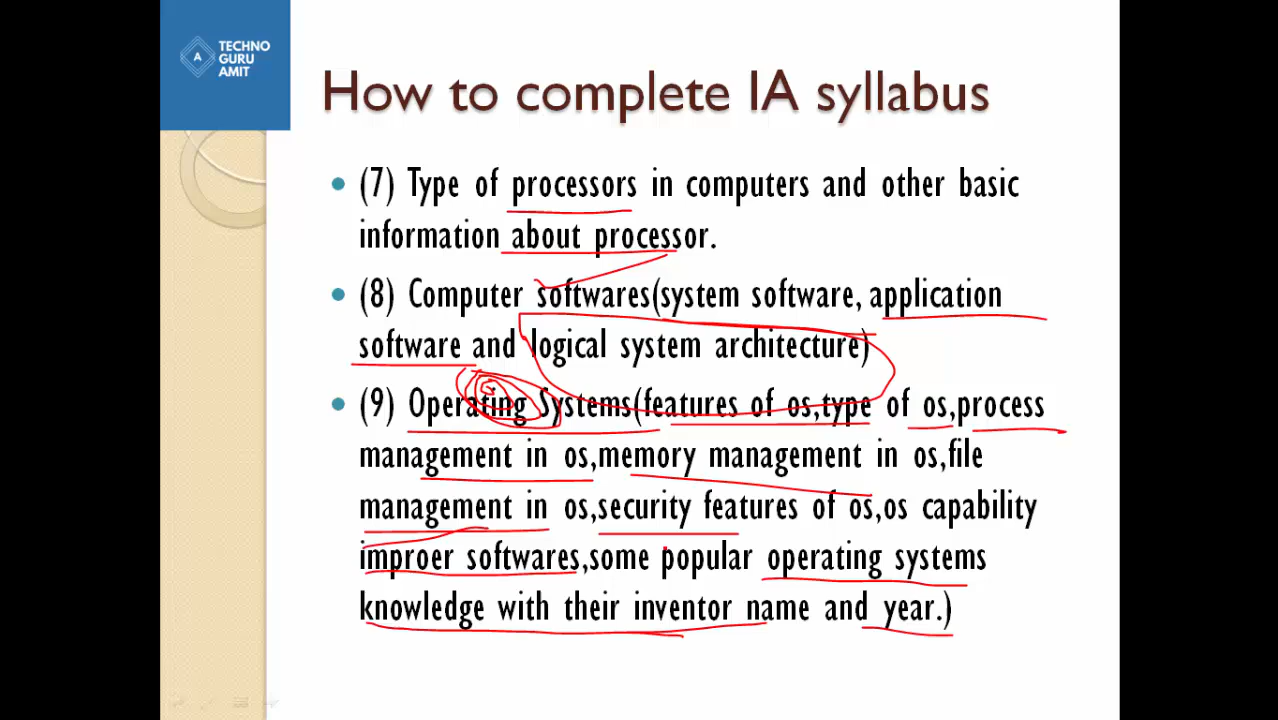 TECHNO
GURU
AMIT
A
How to complete IA syllabus
(7) Type of processors in computers and other basic
information about processor.
(8) Computer softwares(system software, application
software and logical system architecture)
(9) Operating Systems(features of os,type of os,process
management in os,memory management in os,file
management in os,security features of os,os capability
improer softwares,some popular operating systems
knowledge with their inventor name and year.)